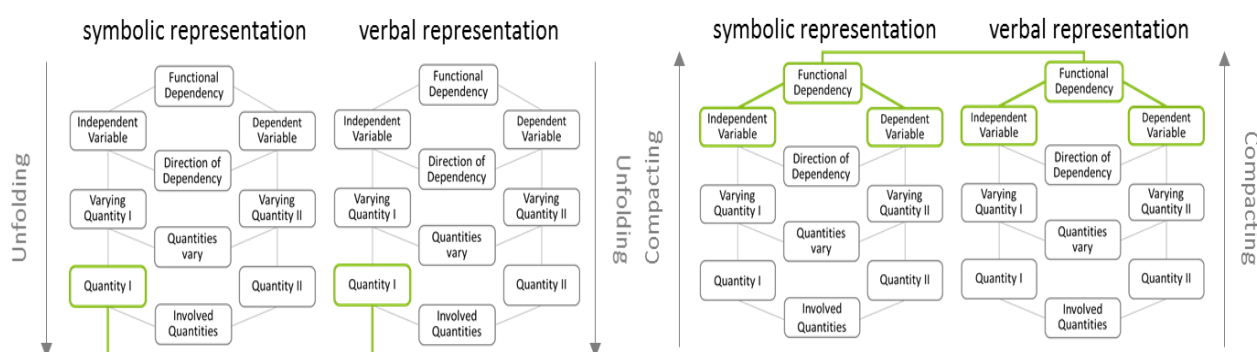 symbolic representation
verbal representation
Unfolding
Functional
Dependency
Independent
Variable
Dependent
Variable
Direction of
Dependency
Varying
Quantity I
Varying
Quantity II
Quantities
vary
Quantity I
Quantity II
Involved
Quantities
Functional
Dependency
Independent
Variable
Dependent
Variable
Direction of
Dependency
Varying
Quantity I
Varying
Quantity II
Quantities
vary
Quantity I
Quantity II
Involved
Quantities
Unfolding
symbolic representation
verbal representation
Compacting
Functional
Dependency
Independent
Variable
Dependent
Variable
Direction of
Dependency
Varying
Quantity I
Varying
Quantity II
Quantities
vary
Quantity I
Quantity II
Involved
Quantities
Functional
Dependency
Independent
Variable
Dependent
Variable
Direction of
Dependency
Varying
Quantity I
Varying
Quantity II
Quantities
vary
Quantity I
Quantity II
Involved
Quantities
Compacting